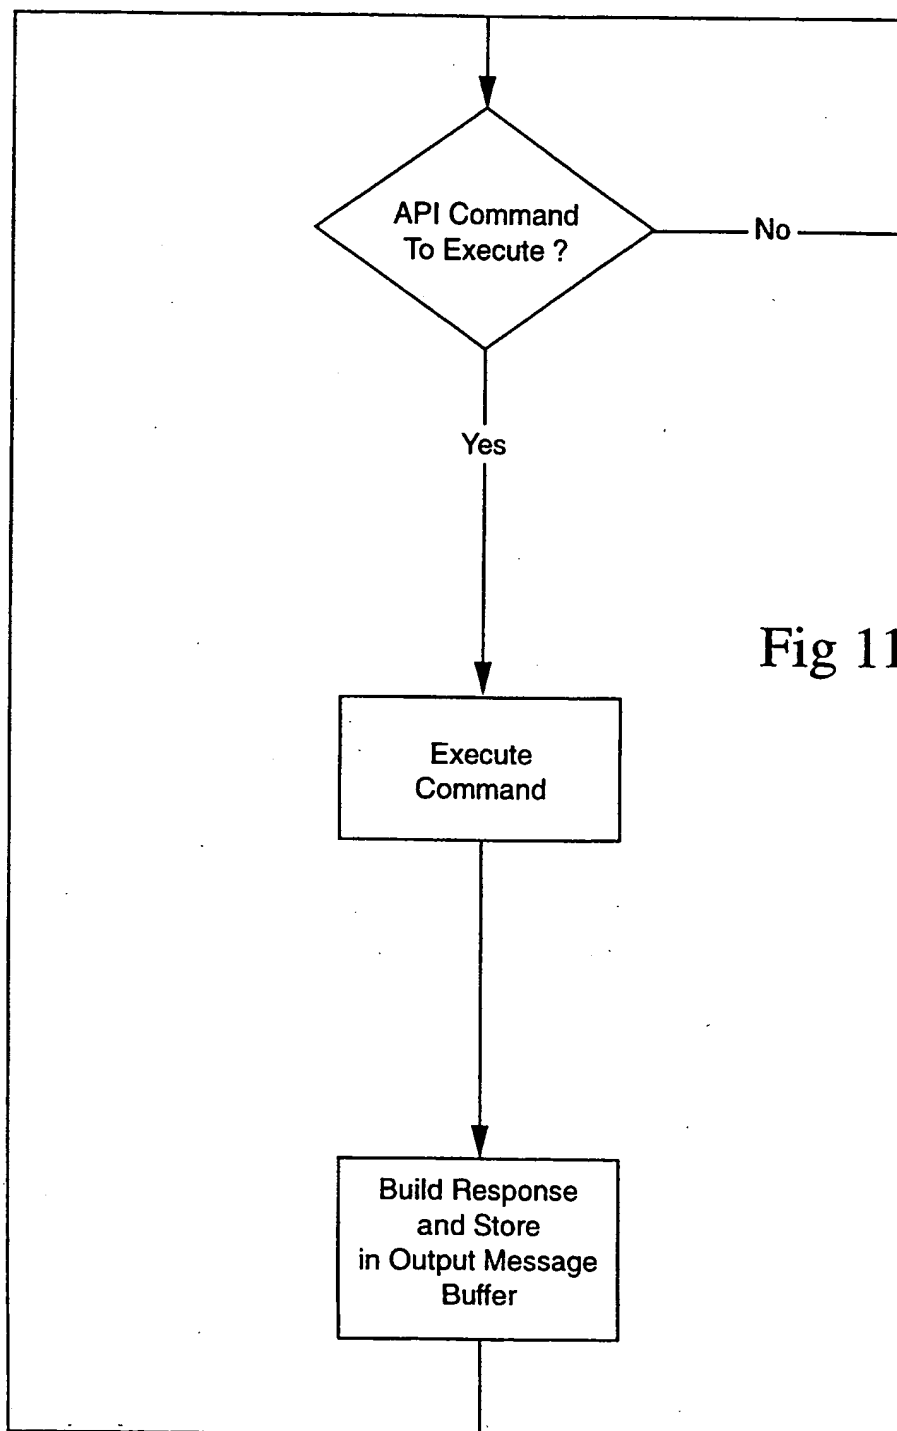 API Command
To Execute ?
No
Yes
Fig 11
Execute
Command
Build Response
and Store
in Output Message
Buffer